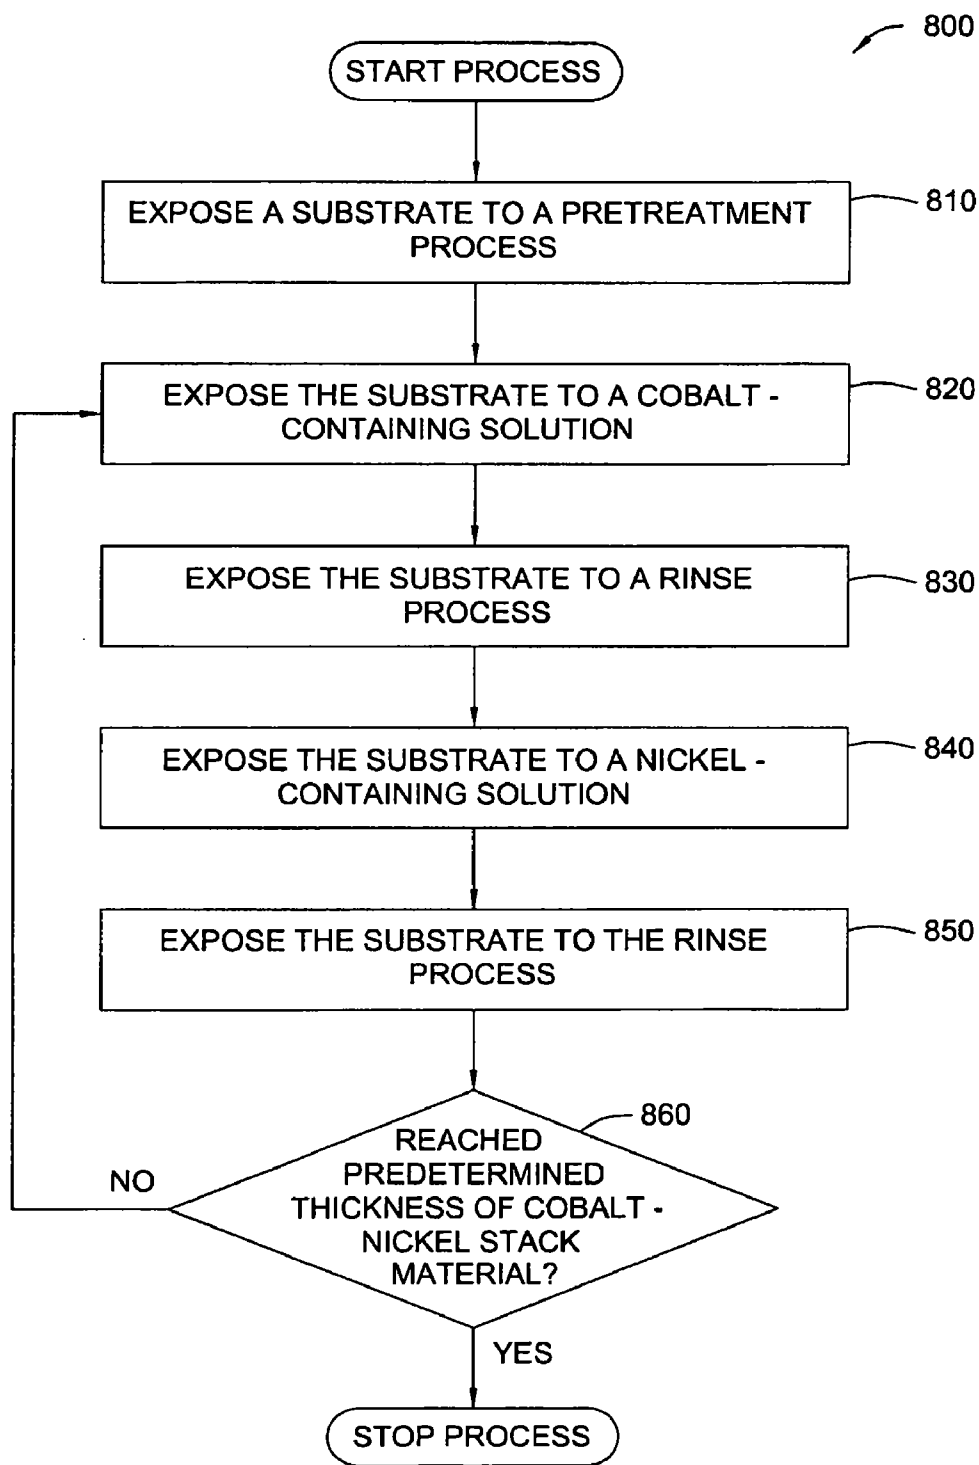 800
START PROCESS
EXPOSE A SUBSTRATE TO A PRETREATMENT
PROCESS
810
EXPOSE THE SUBSTRATE TO A COBALT -
CONTAINING SOLUTION
820
EXPOSE THE SUBSTRATE TO A RINSE
PROCESS
830
EXPOSE THE SUBSTRATE TO A NICKEL -
CONTAINING SOLUTION
840
EXPOSE THE SUBSTRATE TO THE RINSE
PROCESS
850
860
REACHED
PREDETERMINED
THICKNESS OF COBALT -
NICKEL STACK
MATERIAL?
NO
YES
STOP PROCESS